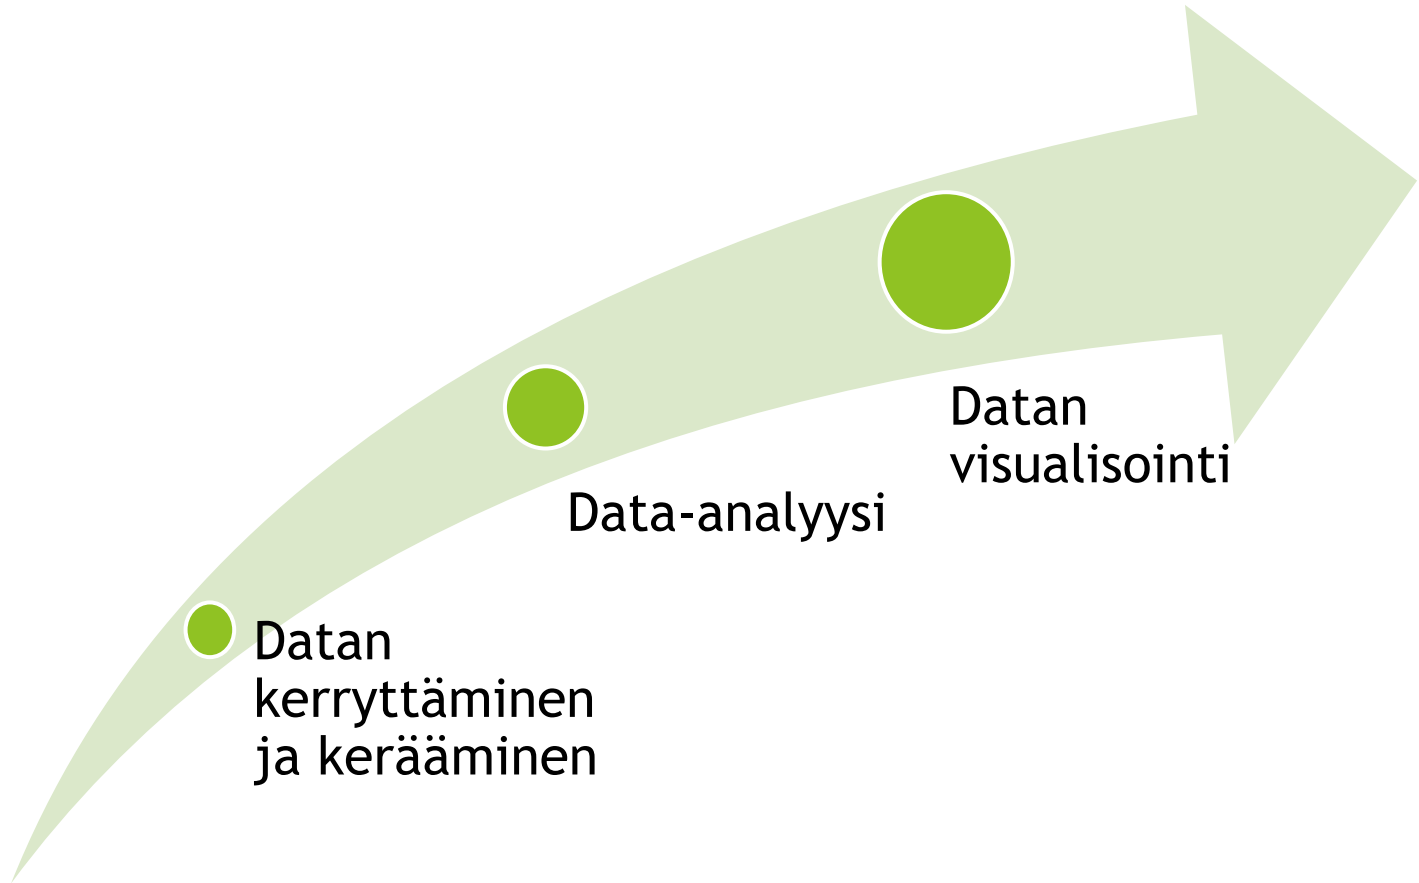 Datan
kerryttäminen
ja kerääminen
Data-analyysi
Datan
visualisointi